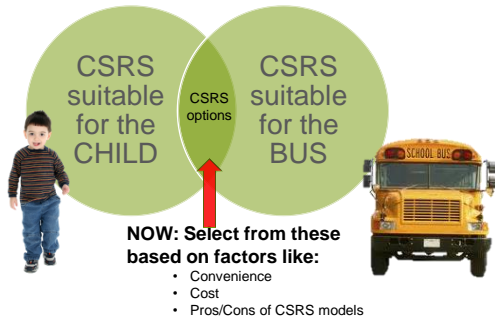 CSRS
suitable
for the
CHILD
CSRS
options
CSRS
suitable
for the
BUS
SCHOOL BUS
NOW: Select from these
based on factors like:
• Convenience
• Cost
• Pros/Cons of CSRS models